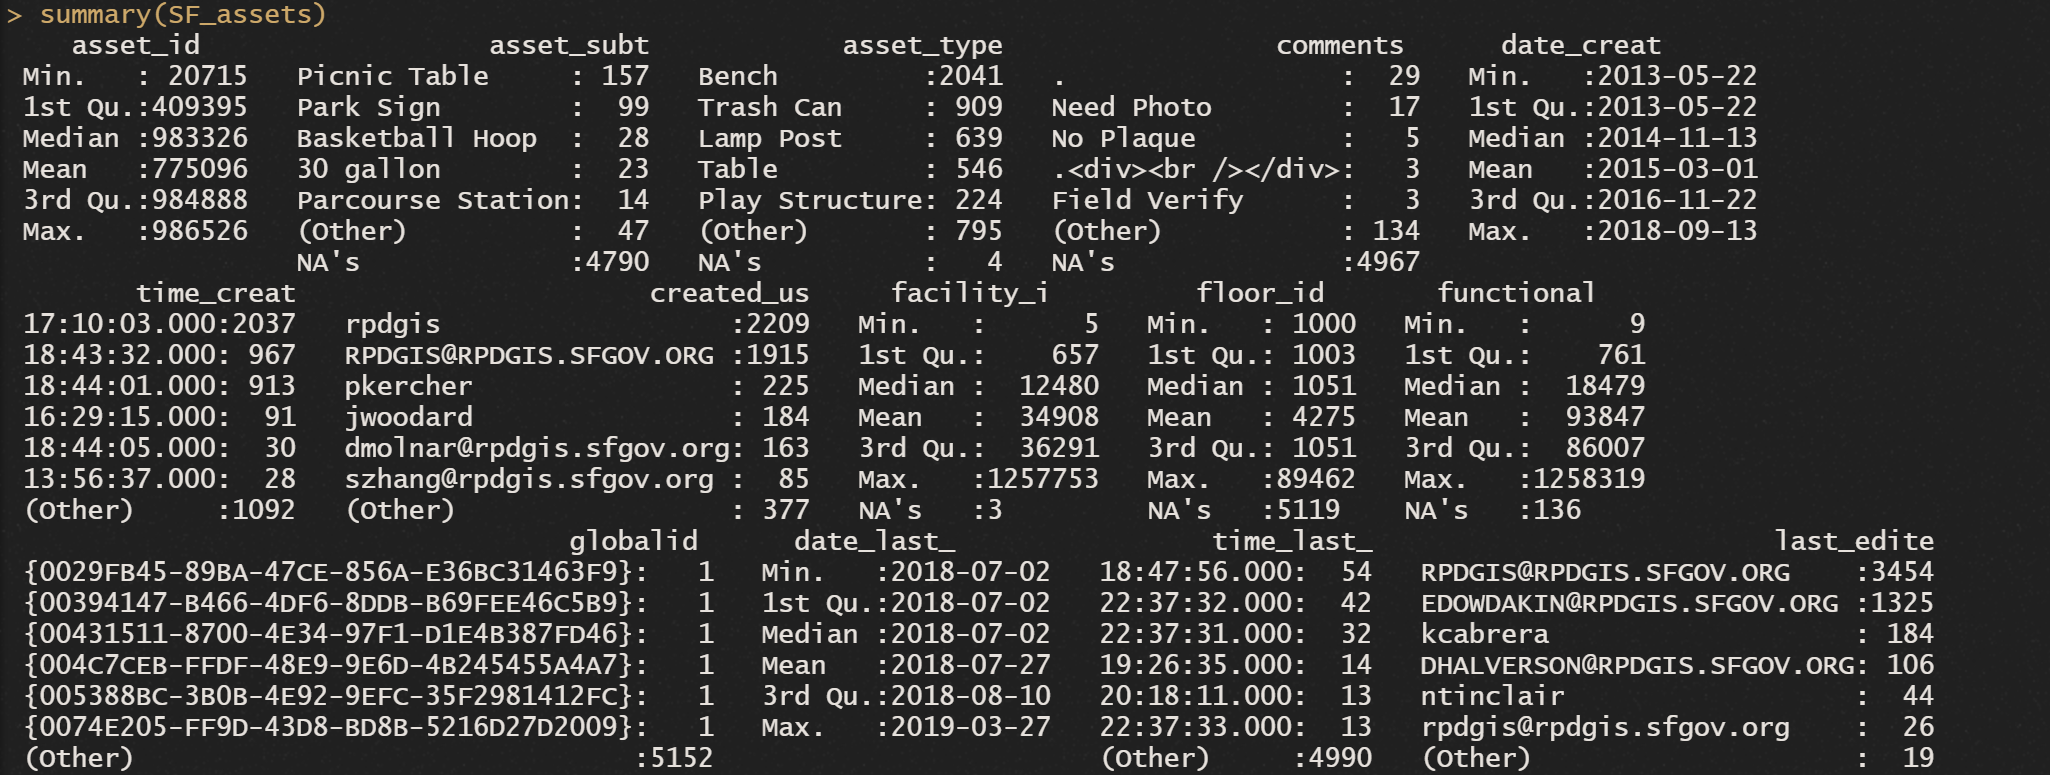 > summary(SF_assets)
asset_id asset_subt asset_type comments date_creat
Min. : 20715 Picnic Table : 157 Bench :2041 . : 29 Min. :2013-05-22
1st Qu.:409395 Park Sign : 99 Trash Can : 909 Need Photo : 17 1st Qu.:2013-05-22
Median :983326 Basketball Hoop : 28 Lamp Post : 639 No Plaque : 5 Median :2014-11-13
Mean :775096 30 gallon : 23 Table : 546 .<div><br /></div>: 3 Mean :2015-03-01
3rd Qu.:984888 Parcourse Station: 14 Play Structure: 224 Field Verify : 3 3rd Qu.:2016-11-22
Max. :986526 (Other) : 47 (Other) : 795 (Other) : 134 Max. :2018-09-13
NA's :4790 NA's : 4 NA's :4967
time_creat created_us facility_i floor_id functional
17:10:03.000:2037 rpdgis :2209 Min. : 5 Min. : 1000 Min. : 9
18:43:32.000: 967 RPDGIS@RPDGIS.SFGOV.ORG :1915 1st Qu.: 657 1st Qu.: 1003 1st Qu.: 761
18:44:01.000: 913 pkercher : 225 Median : 12480 Median : 1051 Median : 18479
16:29:15.000: 91 jwoodard : 184 Mean : 34908 Mean : 4275 Mean : 93847
18:44:05.000: 30 dmolnar@rpdgis.sfgov.org: 163 3rd Qu.: 36291 3rd Qu.: 1051 3rd Qu.: 86007
13:56:37.000: 28 szhang@rpdgis.sfgov.org : 85 Max. :1257753 Max. :89462 Max. :1258319
(Other) :1092 (Other) : 377 NA's :3 NA's :5119 NA's :136
globalid date_last_ time_last_ last_edite
{0029FB45-89BA-47CE-856A-E36BC31463F9}: 1 Min. :2018-07-02 18:47:56.000: 54 RPDGIS@RPDGIS.SFGOV.ORG :3454
{00394147-B466-4DF6-8DDB-B69FEE46C5B9}: 1 1st Qu.:2018-07-02 22:37:32.000: 42 EDOWDAKIN@RPDGIS.SFGOV.ORG :1325
{00431511-8700-4E34-97F1-D1E4B387FD46}: 1 Median :2018-07-02 22:37:31.000: 32 kcabrera : 184
{004C7CEB-FFDF-48E9-9E6D-4B245455A4A7}: 1 Mean :2018-07-27 19:26:35.000: 14 DHALVERSON@RPDGIS.SFGOV.ORG: 106
{005388BC-3B0B-4E92-9EFC-35F2981412FC}: 1 3rd Qu.:2018-08-10 20:18:11.000: 13 ntinclair : 44
{0074E205-FF9D-43D8-BD8B-5216D27D2009}: 1 Max. :2019-03-27 22:37:33.000: 13 rpdgis@rpdgis.sfgov.org : 26
(Other) :5152 (Other) :4990 (Other) : 19